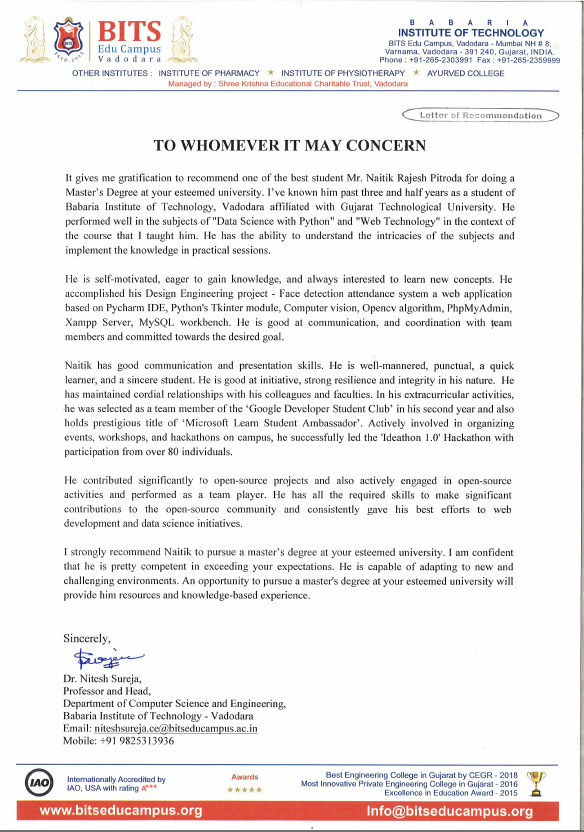 BITS
Edu Campus
Vadodara
B A B A R I A
INSTITUTE OF TECHNOLOGY
BITS Edu Campus, Vadodara - Mumbai NH # 8,
Varnama, Vadodara - 391 240, Gujarat, INDIA.
Phone : +91-265-2303991 Fax : +91-265-2359999
OTHER INSTITUTES : INSTITUTE OF PHARMACY ★ INSTITUTE OF PHYSIOTHERAPY ★ AYURVED COLLEGE
Managed by : Shree Krishna Educational Charitable Trust, Vadodara
Letter of Recommendation
TO WHOMEVER IT MAY CONCERN
It gives me gratification to recommend one of the best student Mr. Naitik Rajesh Pitroda for doing a
Master's Degree at your esteemed university. I've known him past three and half years as a student of
Babaria Institute of Technology, Vadodara affiliated with Gujarat Technological University. He
performed well in the subjects of "Data Science with Python" and "Web Technology" in the context of
the course that I taught him. He has the ability to understand the intricacies of the subjects and
implement the knowledge in practical sessions.
He is self-motivated, eager to gain knowledge, and always interested to learn new concepts. He
accomplished his Design Engineering project - Face detection attendance system a web application
based on Pycharm IDE, Python's Tkinter module, Computer vision, Opencv algorithm, PhpMyAdmin,
Xampp Server, MySQL workbench. He is good at communication, and coordination with team
members and committed towards the desired goal.
Naitik has good communication and presentation skills. He is well-mannered, punctual, a quick
learner, and a sincere student. He is good at initiative, strong resilience and integrity in his nature. He
has maintained cordial relationships with his colleagues and faculties. In his extracurricular activities,
he was selected as a team member of the ‘Google Developer Student Club’ in his second year and also
holds prestigious title of ‘Microsoft Learn Student Ambassador’. Actively involved in organizing
events, workshops, and hackathons on campus, he successfully led the 'Ideathon 1.0' Hackathon with
participation from over 80 individuals.
He contributed significantly to open-source projects and also actively engaged in open-source
activities and performed as a team player. He has all the required skills to make significant
contributions to the open-source community and consistently gave his best efforts to web
development and data science initiatives.
I strongly recommend Naitik to pursue a master's degree at your esteemed university. I am confident
that he is pretty competent in exceeding your expectations. He is capable of adapting to new and
challenging environments. An opportunity to pursue a master's degree at your esteemed university will
provide him resources and knowledge-based experience.
Sincerely,
Dr. Nitesh Sureja,
Professor and Head,
Department of Computer Science and Engineering,
Babaria Institute of Technology - Vadodara
Email: niteshsureja.ce@bitseducampus.ac.in
Mobile: +91 9825313936
IAO
Internationally Accredited by
IAO, USA with rating A+++
Awards
★★★★★
Best Engineering College in Gujarat by CEGR - 2018
Most Innovative Private Engineering College in Gujarat - 2016
Excellence in Education Award - 2015
www.bitseducampus.org
Info@bitseducampus.org